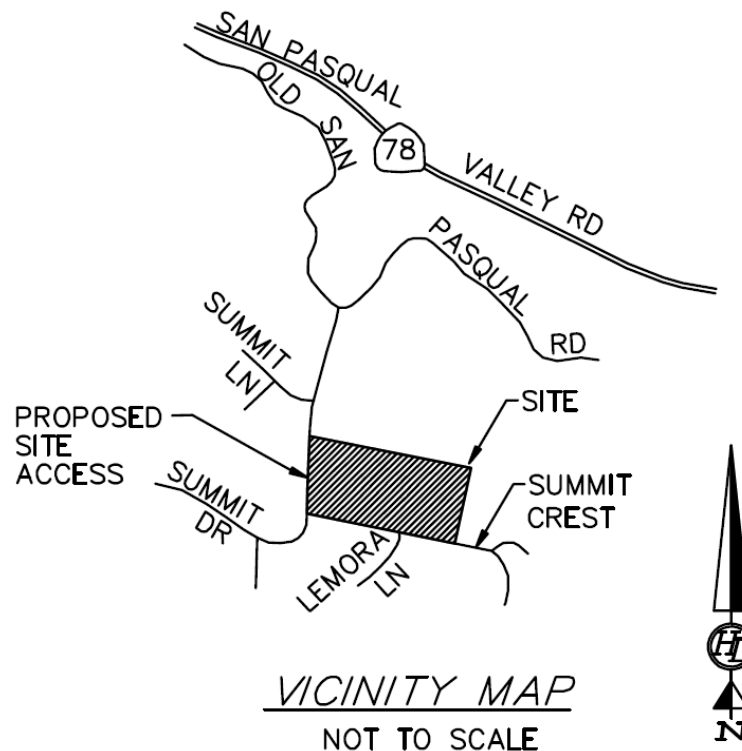 SAN PASQUAL
OLD SAN
78
VALLEY RD
PASQUAL
RD
SUMMIT
LN
PROPOSED
SITE
ACCESS
SITE
SUMMIT
DR
SUMMIT
CREST
LEMORA
LN
VICINITY MAP
NOT TO SCALE
N